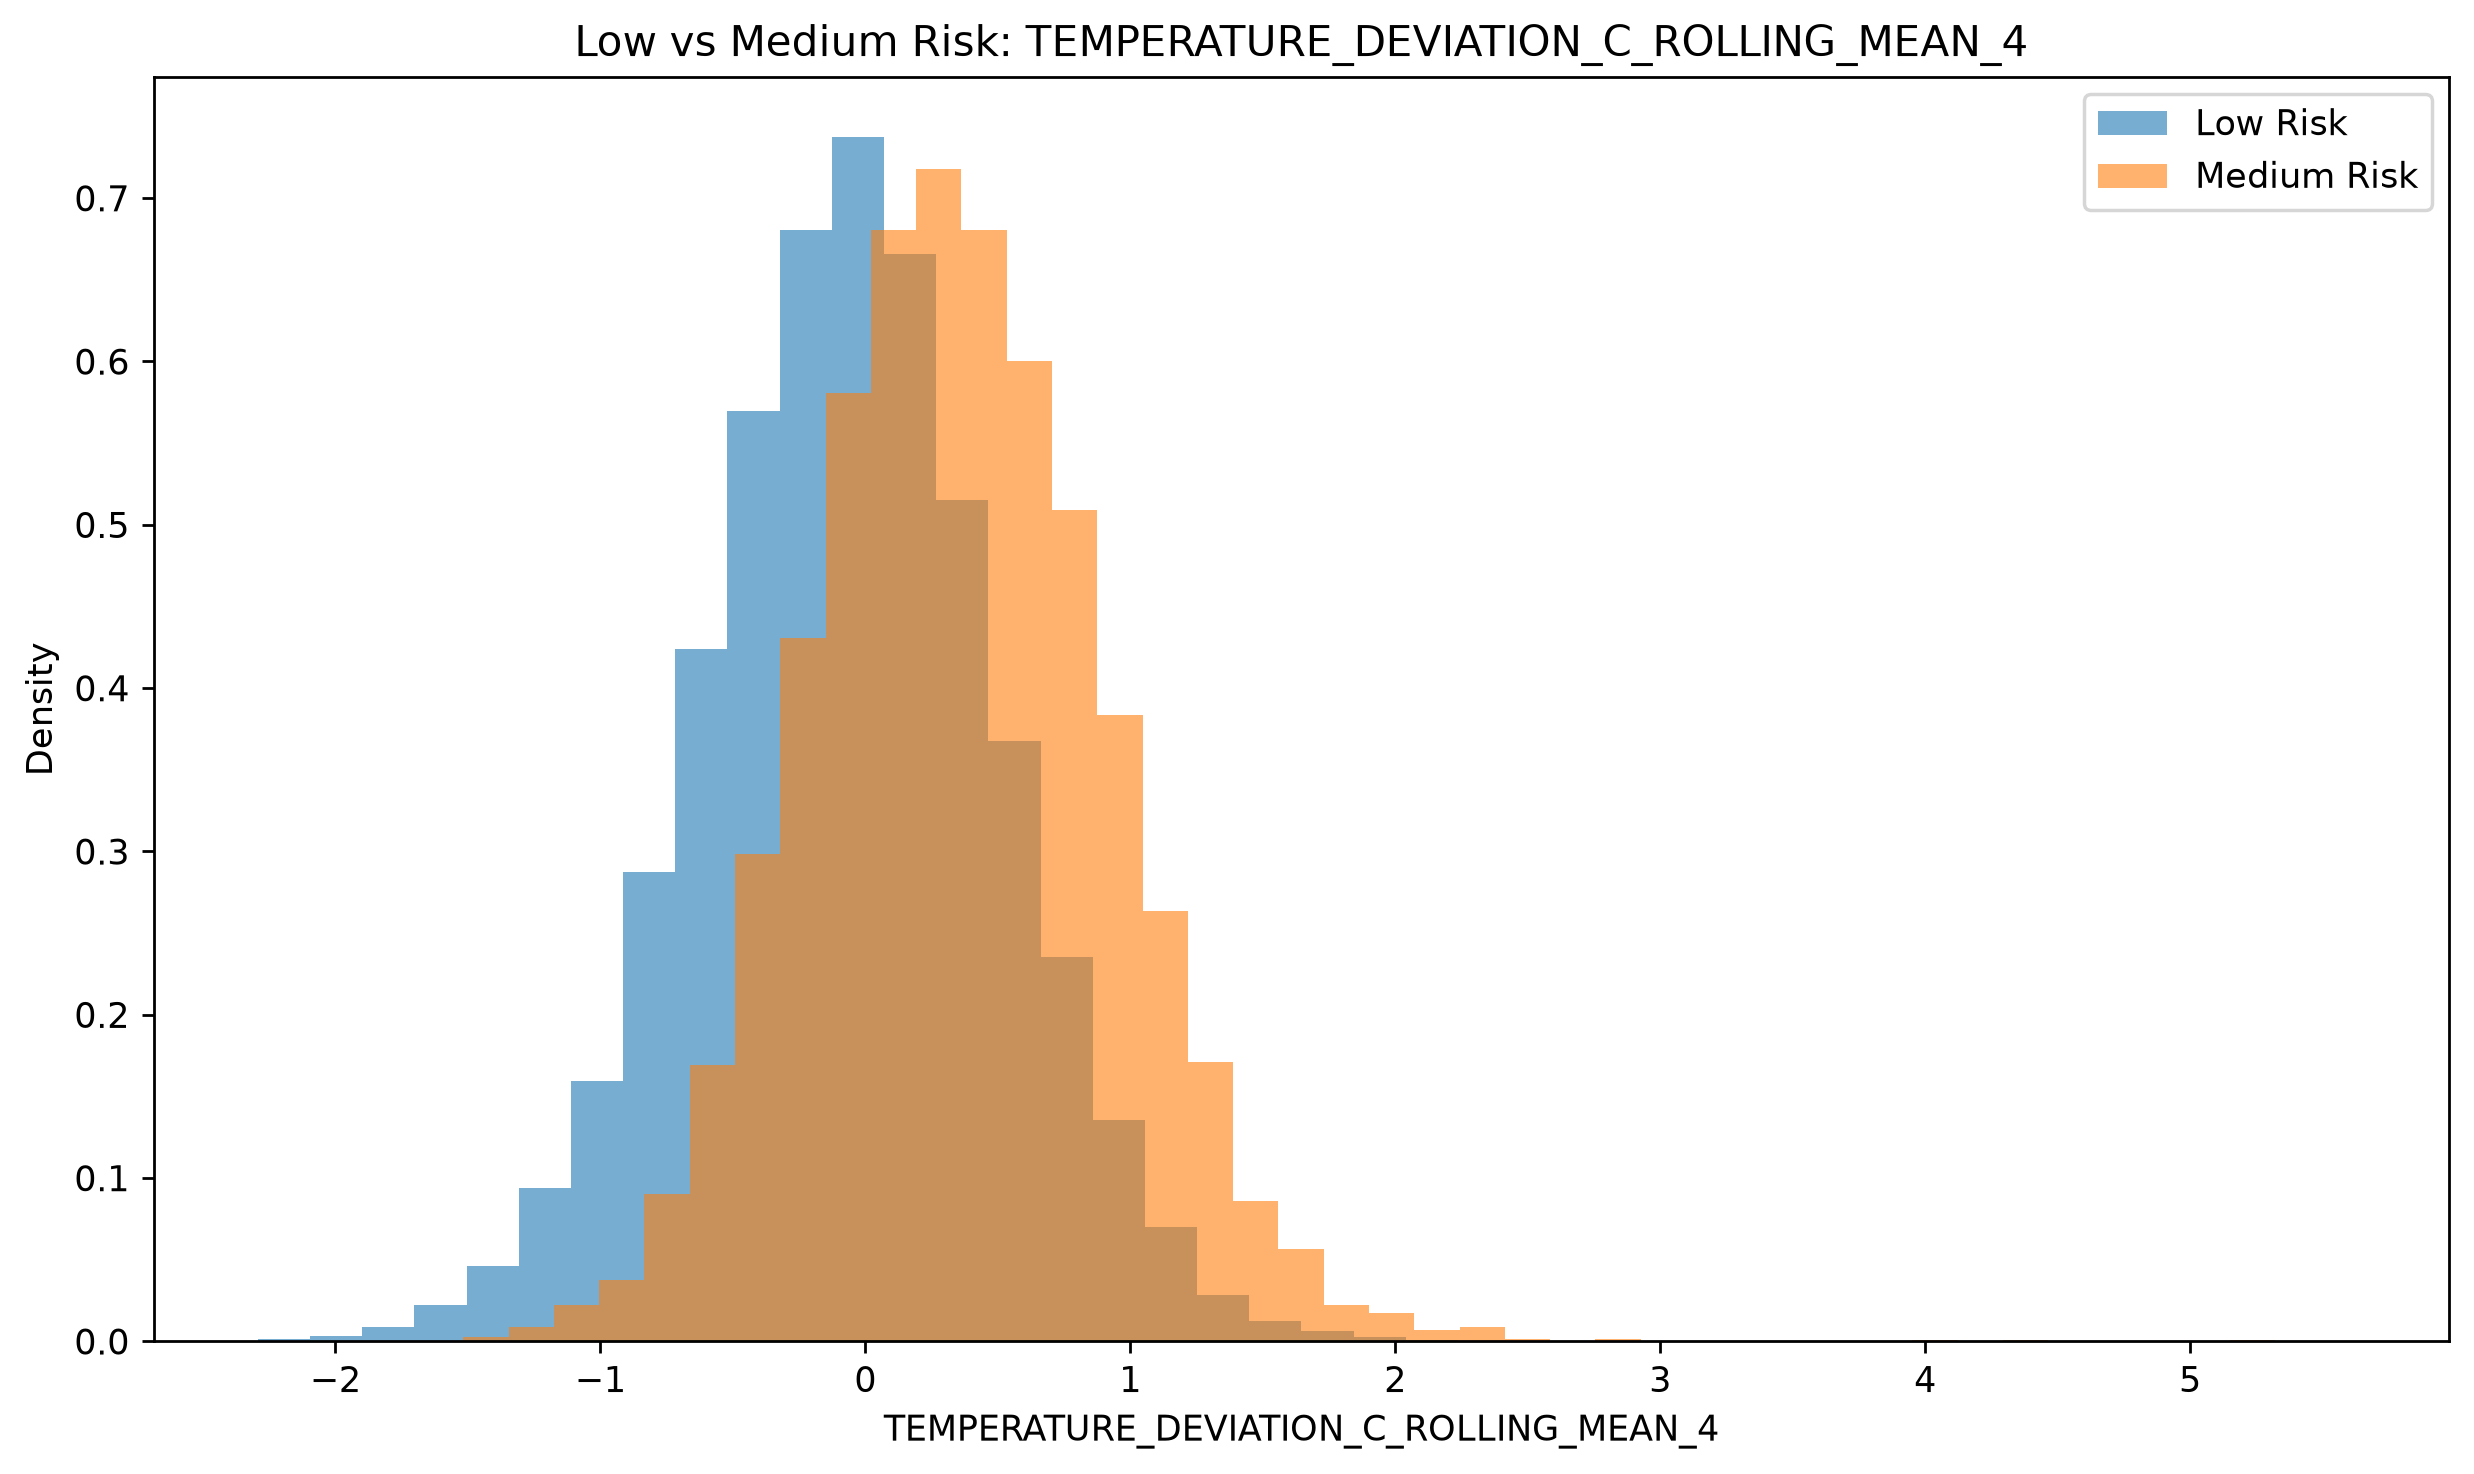 Low vs Medium Risk: TEMPERATURE_DEVIATION_C_ROLLING_MEAN_4
Low Risk
Medium Risk
0.7
0.6
0.5
0.4
0.3
0.2
0.1
0.0
Density
−2 −1 0 1 2 3 4 5
TEMPERATURE_DEVIATION_C_ROLLING_MEAN_4